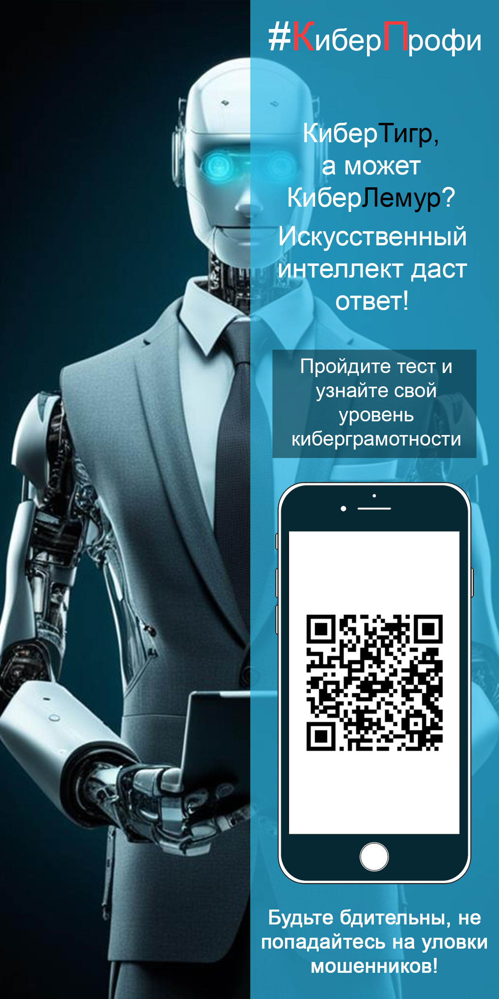 #КиберПрофи
КиберТигр,
а может
КиберЛемур?
Искусственный
интеллект даст
ответ!
Пройдите тест и
узнайте свой
уровень
киберграмотности
Будьте бдительны, не
попадайтесь на уловки
мошенников!